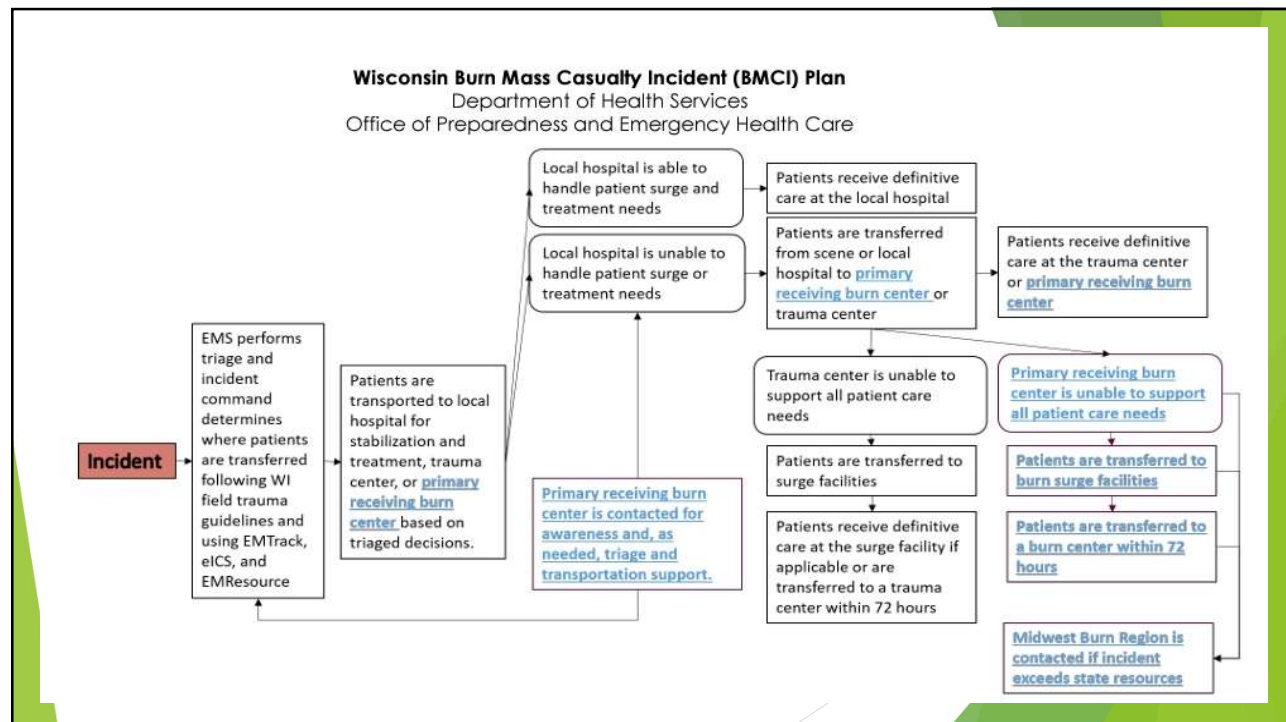 Wisconsin Burn Mass Casualty Incident (BMCI) Plan
Department of Health Services
Office of Preparedness and Emergency Health Care
Incident
EMS performs
triage and
incident
command
determines
where patients
are transferred
following WI
field trauma
guidelines and
using EMTrack,
eICS, and
EMResource
Patients are
transported to local
hospital for
stabilization and
treatment, trauma
center, or primary
receiving burn
center based on
triaged decisions.
Local hospital is able to
handle patient surge and
treatment needs
Local hospital is unable to
handle patient surge or
treatment needs
Primary receiving burn
center is contacted for
awareness and, as
needed, triage and
transportation support.
Patients receive definitive
care at the local hospital
Patients are transferred
from scene or local
hospital to primary
receiving burn center or
trauma center
Patients receive definitive
care at the trauma center
or primary receiving burn
center
Trauma center is unable to
support all patient care
needs
Patients are transferred to
surge facilities
Patients receive definitive
care at the surge facility if
applicable or are
transferred to a trauma
center within 72 hours
Primary receiving burn
center is unable to support
all patient care needs
Patients are transferred to
burn surge facilities
Patients are transferred to
a burn center within 72
hours
Midwest Burn Region is
contacted if incident
exceeds state resources